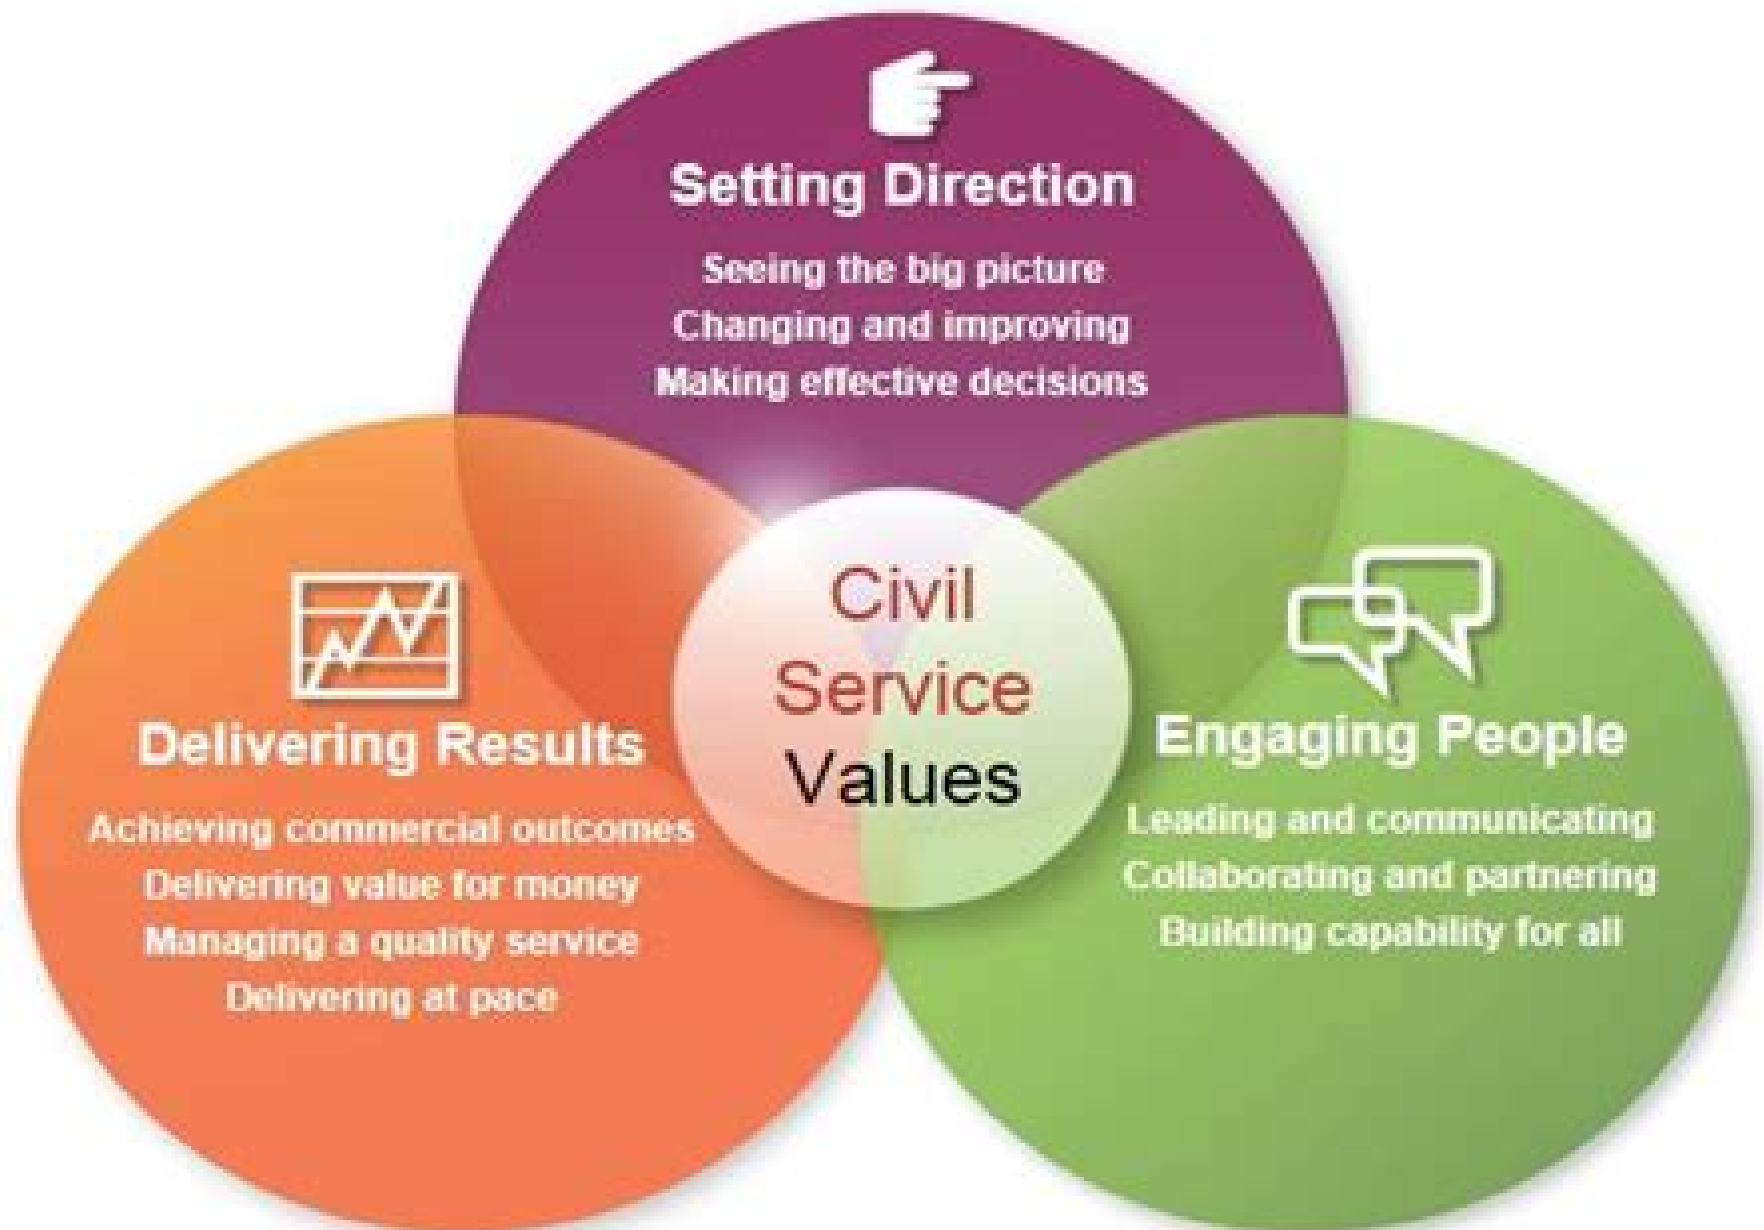 Setting Direction
Seeing the big picture
Changing and improving
Making effective decisions
Civil
Service
Values
Delivering Results
Achieving commercial outcomes
Delivering value for money
Managing a quality service
Delivering at pace
Engaging People
Leading and communicating
Collaborating and partnering
Building capability for all